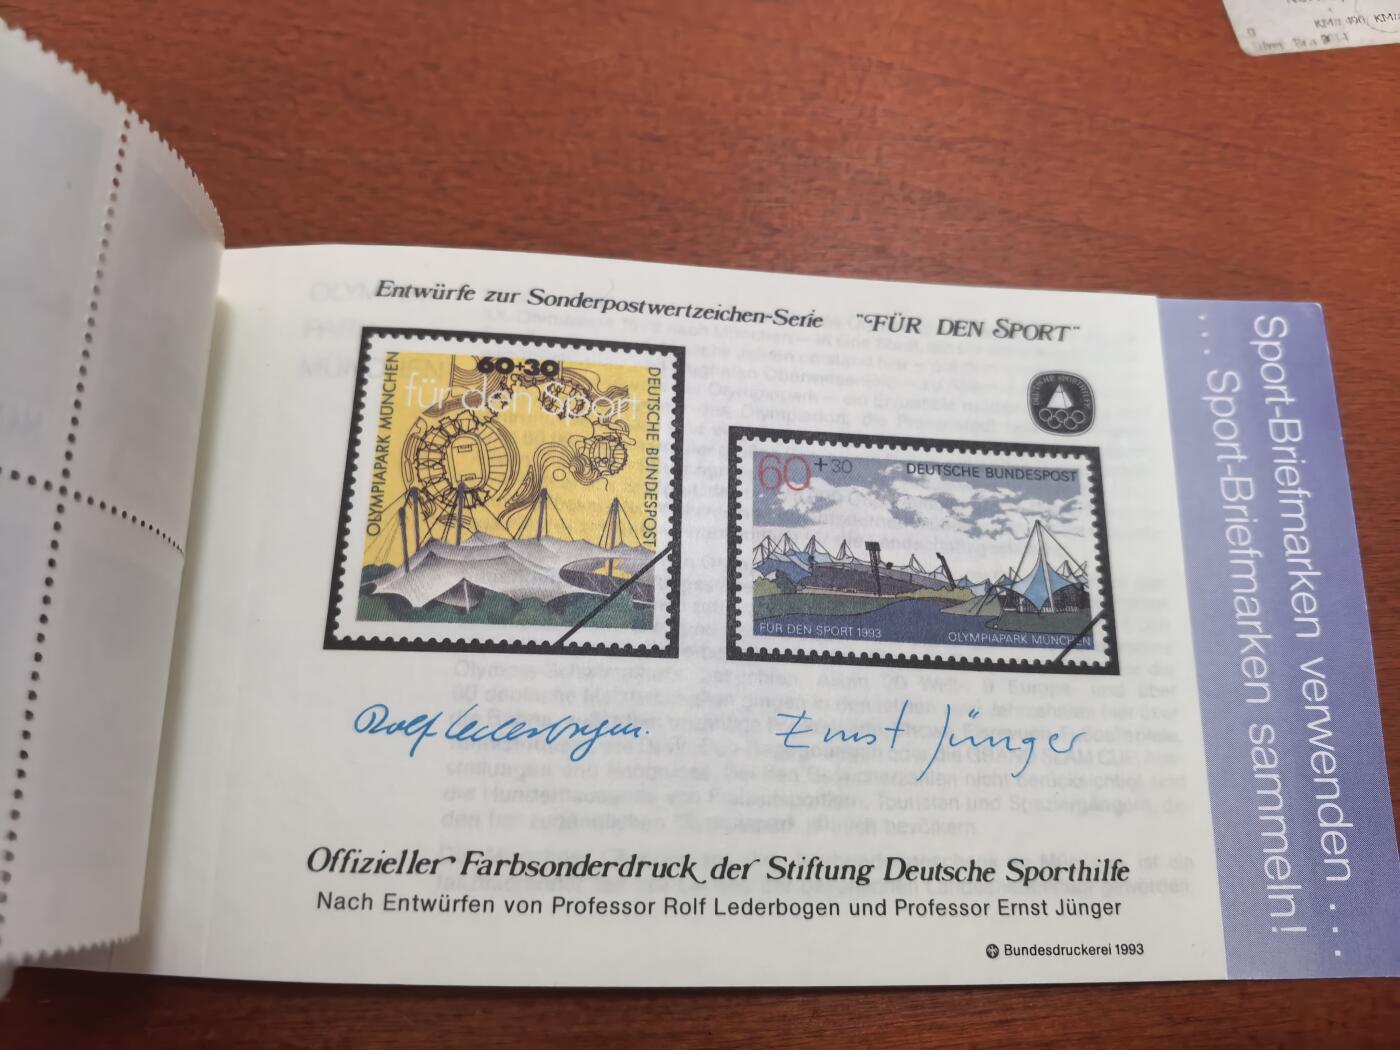 Entwürfe zur Sonderpostwertzeichen-Serie "FÜR DEN SPORT"
60+30
für den Sport
OLYMPIAPARK MÜNCHEN
DEUTSCHE BUNDESPOST
DEUTSCHE SPORTHILFE
60+30
DEUTSCHE BUNDESPOST
FÜR DEN SPORT 1993
OLYMPIAPARK MÜNCHEN
Rolf Lederbogen.
Ernst Jünger
Offizieller Farbsonderdruck der Stiftung Deutsche Sporthilfe
Nach Entwürfen von Professor Rolf Lederbogen und Professor Ernst Jünger
Bundesdruckerei 1993
Sport-Briefmarken verwenden ...
... Sport-Briefmarken sammeln!